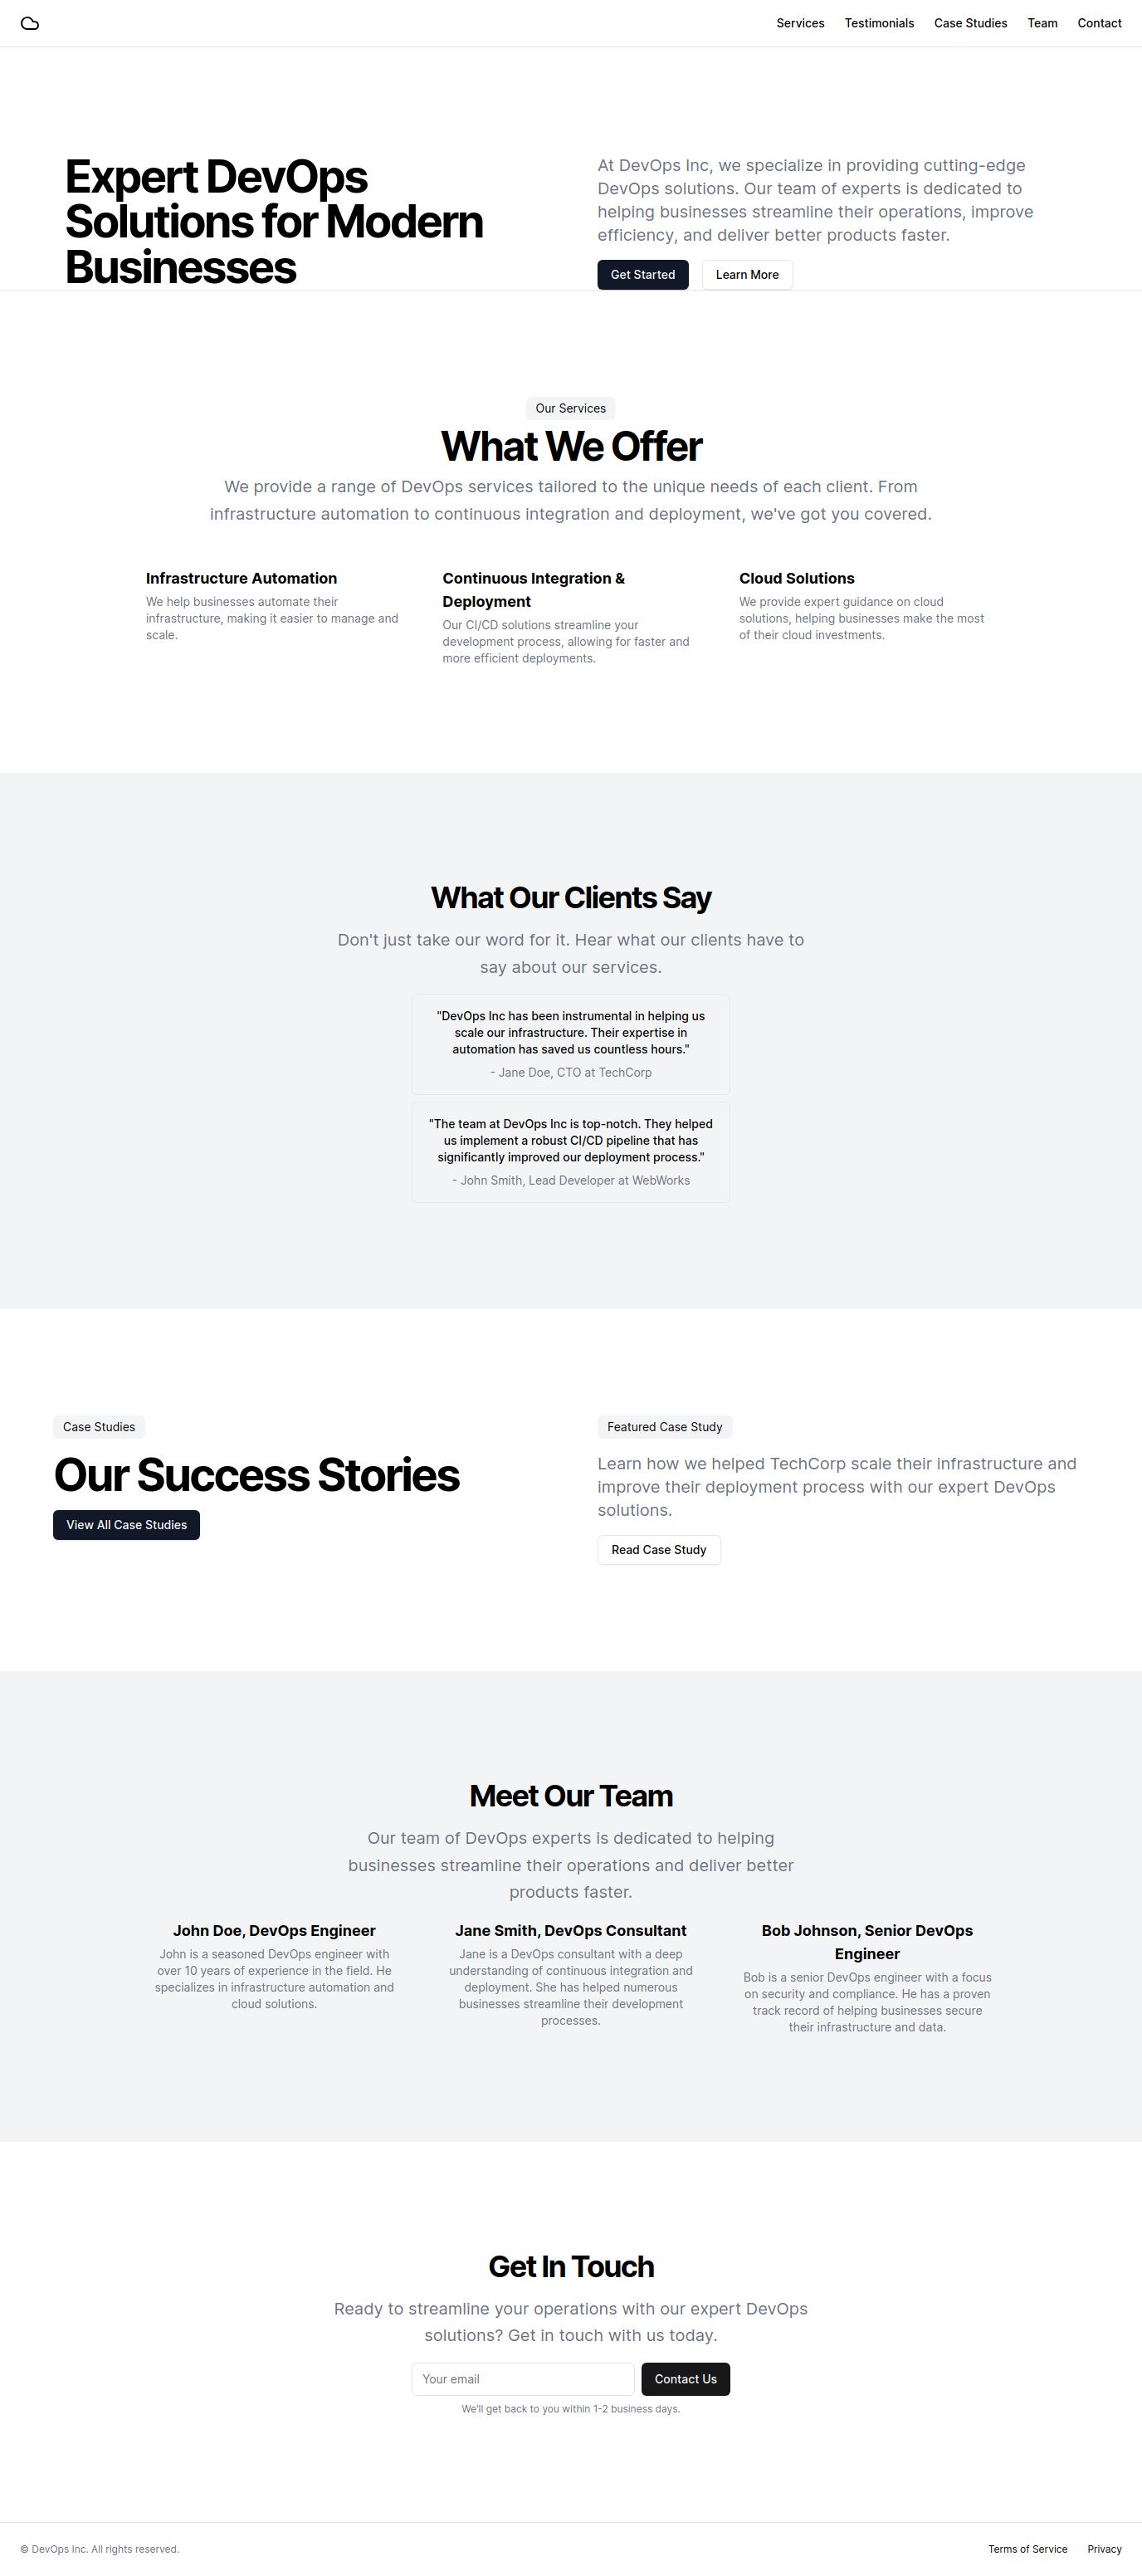 Services Testimonials Case Studies Team Contact
Expert DevOps
Solutions for Modern
Businesses
At DevOps Inc, we specialize in providing cutting-edge
DevOps solutions. Our team of experts is dedicated to
helping businesses streamline their operations, improve
efficiency, and deliver better products faster.
Get Started Learn More
Our Services
What We Offer
We provide a range of DevOps services tailored to the unique needs of each client. From
infrastructure automation to continuous integration and deployment, we've got you covered.
Infrastructure Automation
We help businesses automate their
infrastructure, making it easier to manage and
scale.
Continuous Integration &
Deployment
Our CI/CD solutions streamline your
development process, allowing for faster and
more efficient deployments.
Cloud Solutions
We provide expert guidance on cloud
solutions, helping businesses make the most
of their cloud investments.
What Our Clients Say
Don't just take our word for it. Hear what our clients have to
say about our services.
"DevOps Inc has been instrumental in helping us
scale our infrastructure. Their expertise in
automation has saved us countless hours."
- Jane Doe, CTO at TechCorp
"The team at DevOps Inc is top-notch. They helped
us implement a robust CI/CD pipeline that has
significantly improved our deployment process."
- John Smith, Lead Developer at WebWorks
Case Studies
Our Success Stories
View All Case Studies
Featured Case Study
Learn how we helped TechCorp scale their infrastructure and
improve their deployment process with our expert DevOps
solutions.
Read Case Study
Meet Our Team
Our team of DevOps experts is dedicated to helping
businesses streamline their operations and deliver better
products faster.
John Doe, DevOps Engineer
John is a seasoned DevOps engineer with
over 10 years of experience in the field. He
specializes in infrastructure automation and
cloud solutions.
Jane Smith, DevOps Consultant
Jane is a DevOps consultant with a deep
understanding of continuous integration and
deployment. She has helped numerous
businesses streamline their development
processes.
Bob Johnson, Senior DevOps
Engineer
Bob is a senior DevOps engineer with a focus
on security and compliance. He has a proven
track record of helping businesses secure
their infrastructure and data.
Get In Touch
Ready to streamline your operations with our expert DevOps
solutions? Get in touch with us today.
Your email Contact Us
We'll get back to you within 1-2 business days.
© DevOps Inc. All rights reserved. Terms of Service Privacy